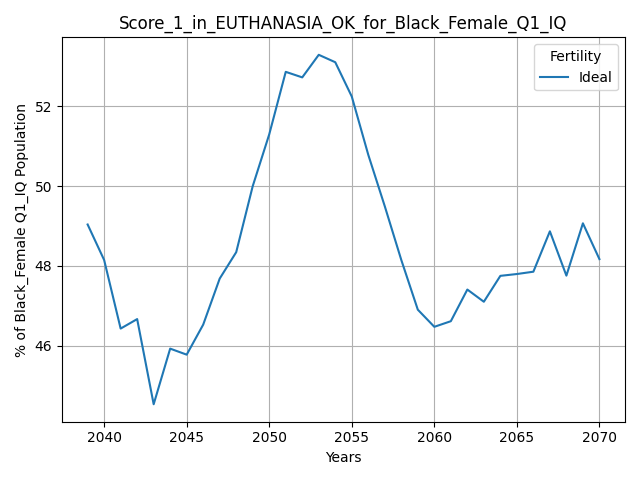 Score_1_in_EUTHANASIA_OK_for_Black_Female_Q1_IQ
Fertility
Ideal
% of Black_Female Q1_IQ Population
52
50
48
46
2040 2045 2050 2055 2060 2065 2070
Years